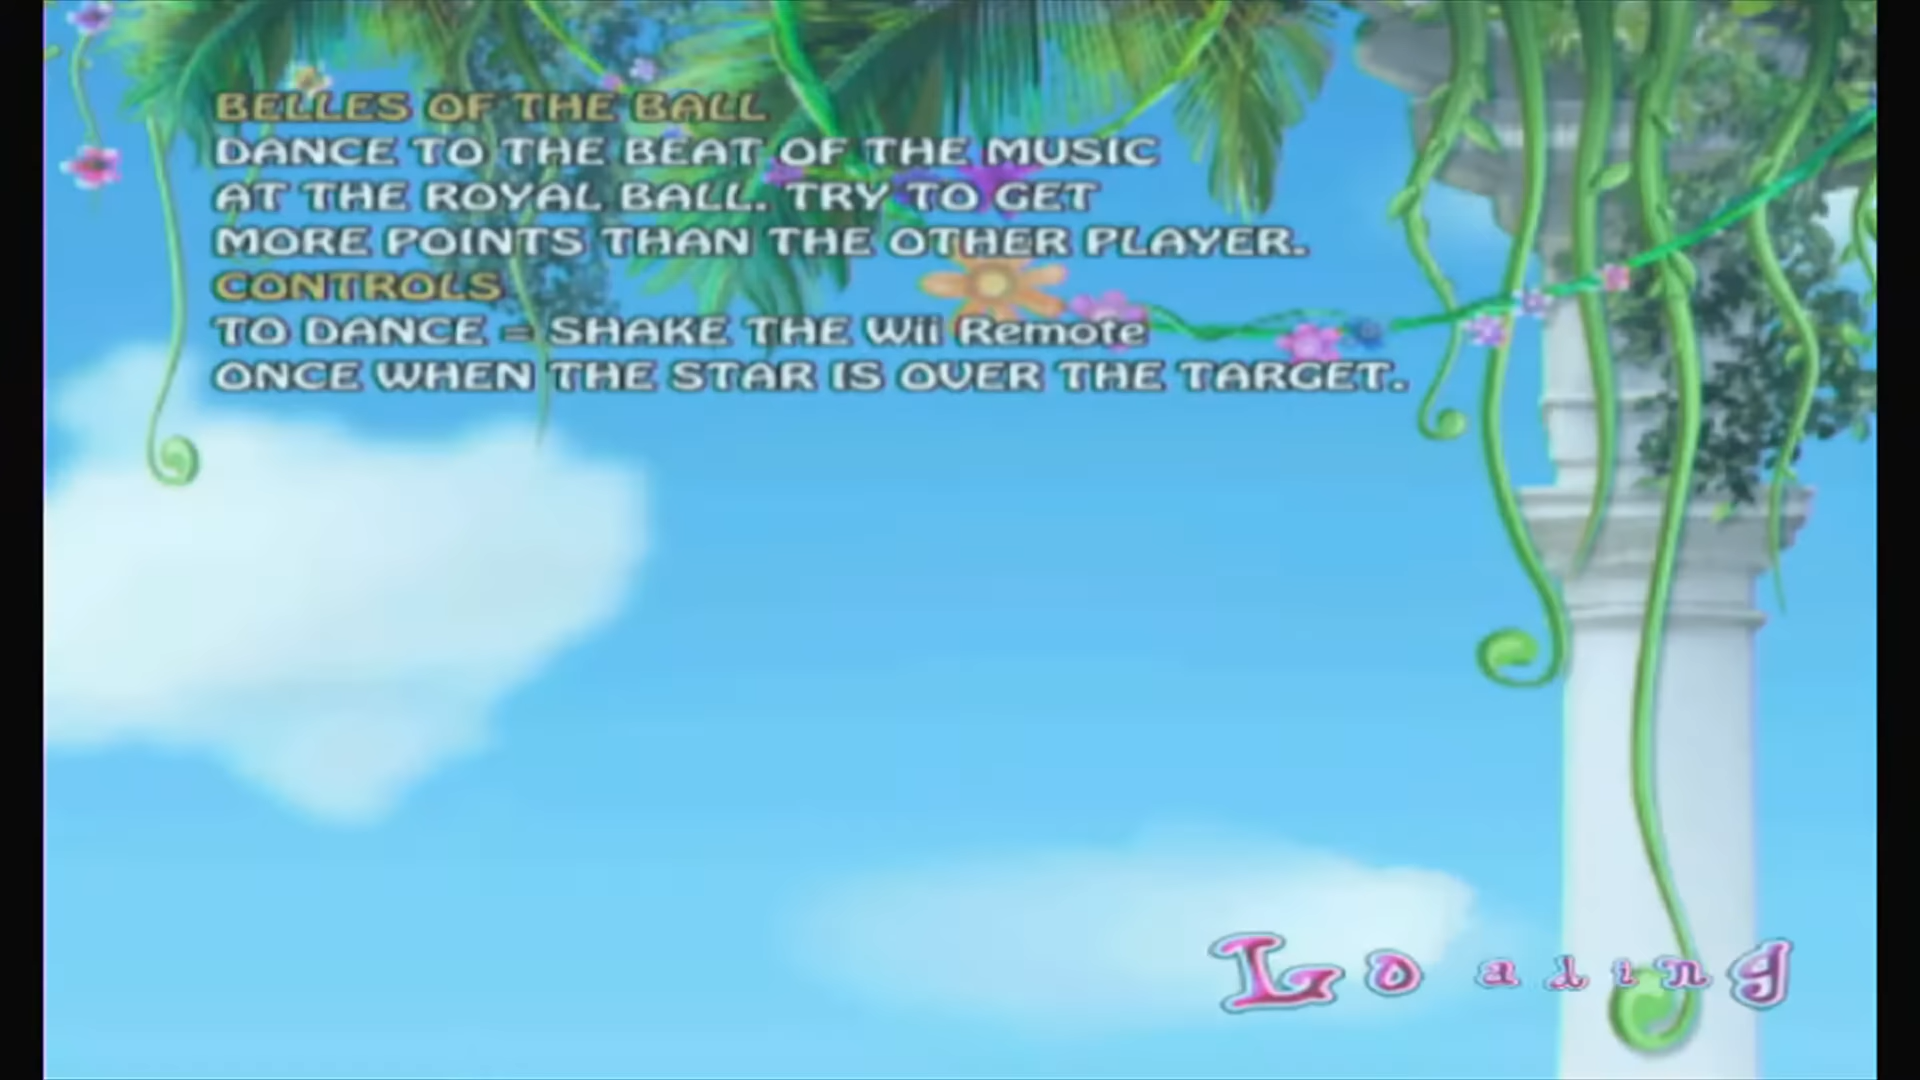 BELLES OF THE BALL
DANCE TO THE BEAT OF THE MUSIC
AT THE ROYAL BALL. TRY TO GET
MORE POINTS THAN THE OTHER PLAYER.
CONTROLS
TO DANCE = SHAKE THE Wii Remote
ONCE WHEN THE STAR IS OVER THE TARGET.
Loading